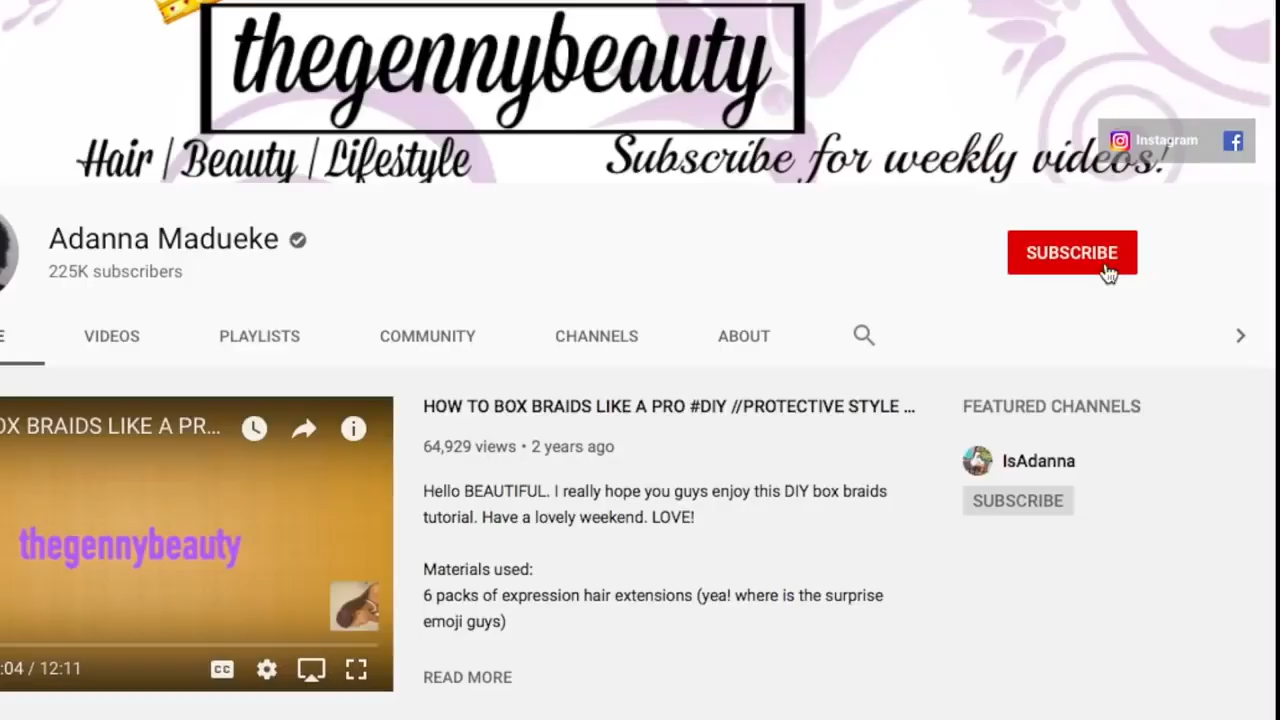 thegennybeauty
Hair | Beauty | Lifestyle
Subscribe for weekly videos!
Instagram
Adanna Madueke
225K subscribers
SUBSCRIBE
E
VIDEOS
PLAYLISTS
COMMUNITY
CHANNELS
ABOUT
OX BRAIDS LIKE A PR...
thegennybeauty
:04 / 12:11
CC
HOW TO BOX BRAIDS LIKE A PRO #DIY //PROTECTIVE STYLE ...
64,929 views • 2 years ago
Hello BEAUTIFUL. I really hope you guys enjoy this DIY box braids
tutorial. Have a lovely weekend. LOVE!
Materials used:
6 packs of expression hair extensions (yea! where is the surprise
emoji guys)
READ MORE
FEATURED CHANNELS
IsAdanna
SUBSCRIBE